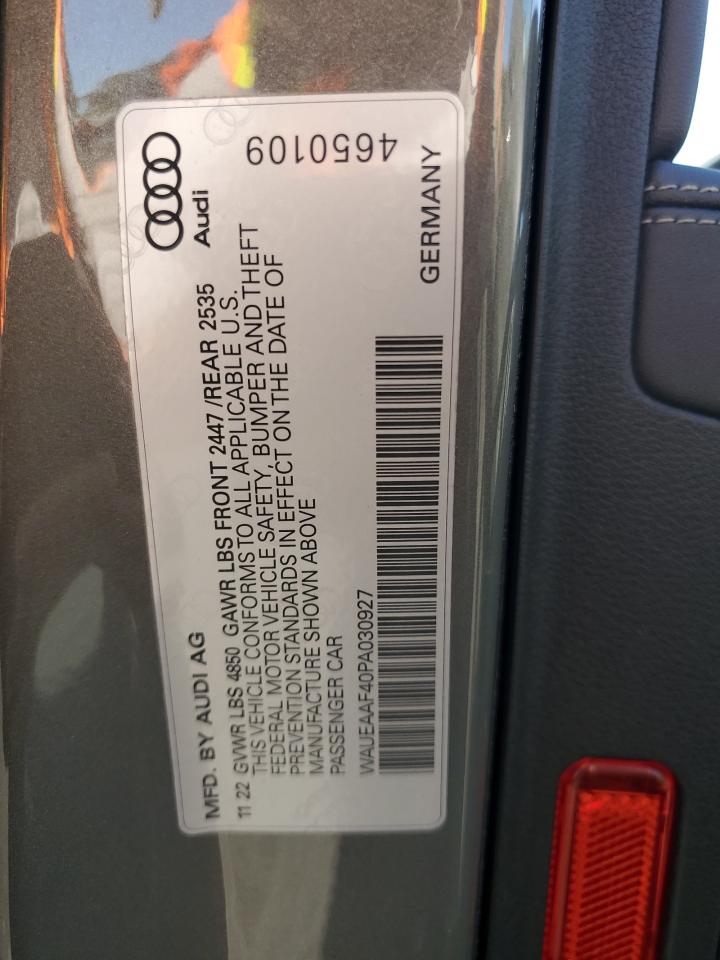 MFD. BY AUDI AG
Audi
11 22 GVWR LBS 4850 GAWR LBS FRONT 2447 /REAR 2535
THIS VEHICLE CONFORMS TO ALL APPLICABLE U.S.
FEDERAL MOTOR VEHICLE SAFETY, BUMPER AND THEFT
PREVENTION STANDARDS IN EFFECT ON THE DATE OF
MANUFACTURE SHOWN ABOVE
PASSENGER CAR
WAUEAAF40PA030927
GERMANY
4650109